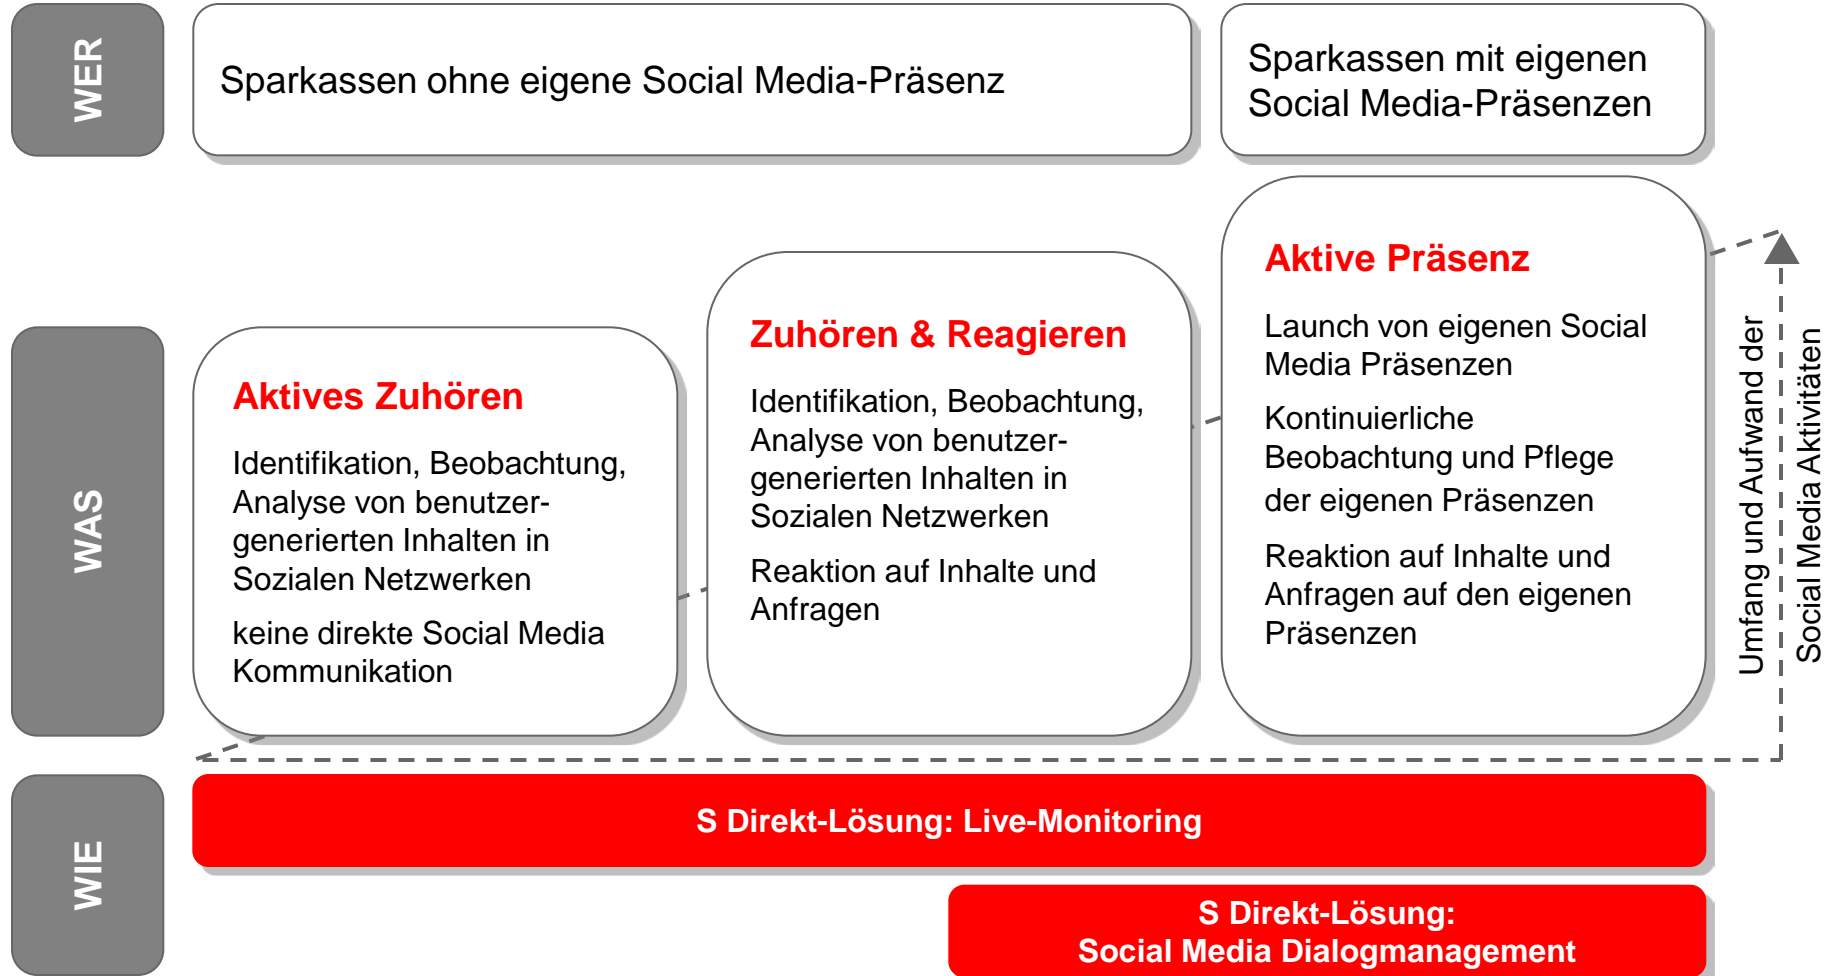 WER
Sparkassen ohne eigene Social Media-Präsenz
Sparkassen mit eigenen
Social Media-Präsenzen
WAS
Aktives Zuhören
Identifikation, Beobachtung,
Analyse von benutzer-
generierten Inhalten in
Sozialen Netzwerken
keine direkte Social Media
Kommunikation
Zuhören & Reagieren
Identifikation, Beobachtung,
Analyse von benutzer-
generierten Inhalten in
Sozialen Netzwerken
Reaktion auf Inhalte und
Anfragen
Aktive Präsenz
Launch von eigenen Social
Media Präsenzen
Kontinuierliche
Beobachtung und Pflege
der eigenen Präsenzen
Reaktion auf Inhalte und
Anfragen auf den eigenen
Präsenzen
Umfang und Aufwand der
Social Media Aktivitäten
WIE
S Direkt-Lösung: Live-Monitoring
S Direkt-Lösung:
Social Media Dialogmanagement